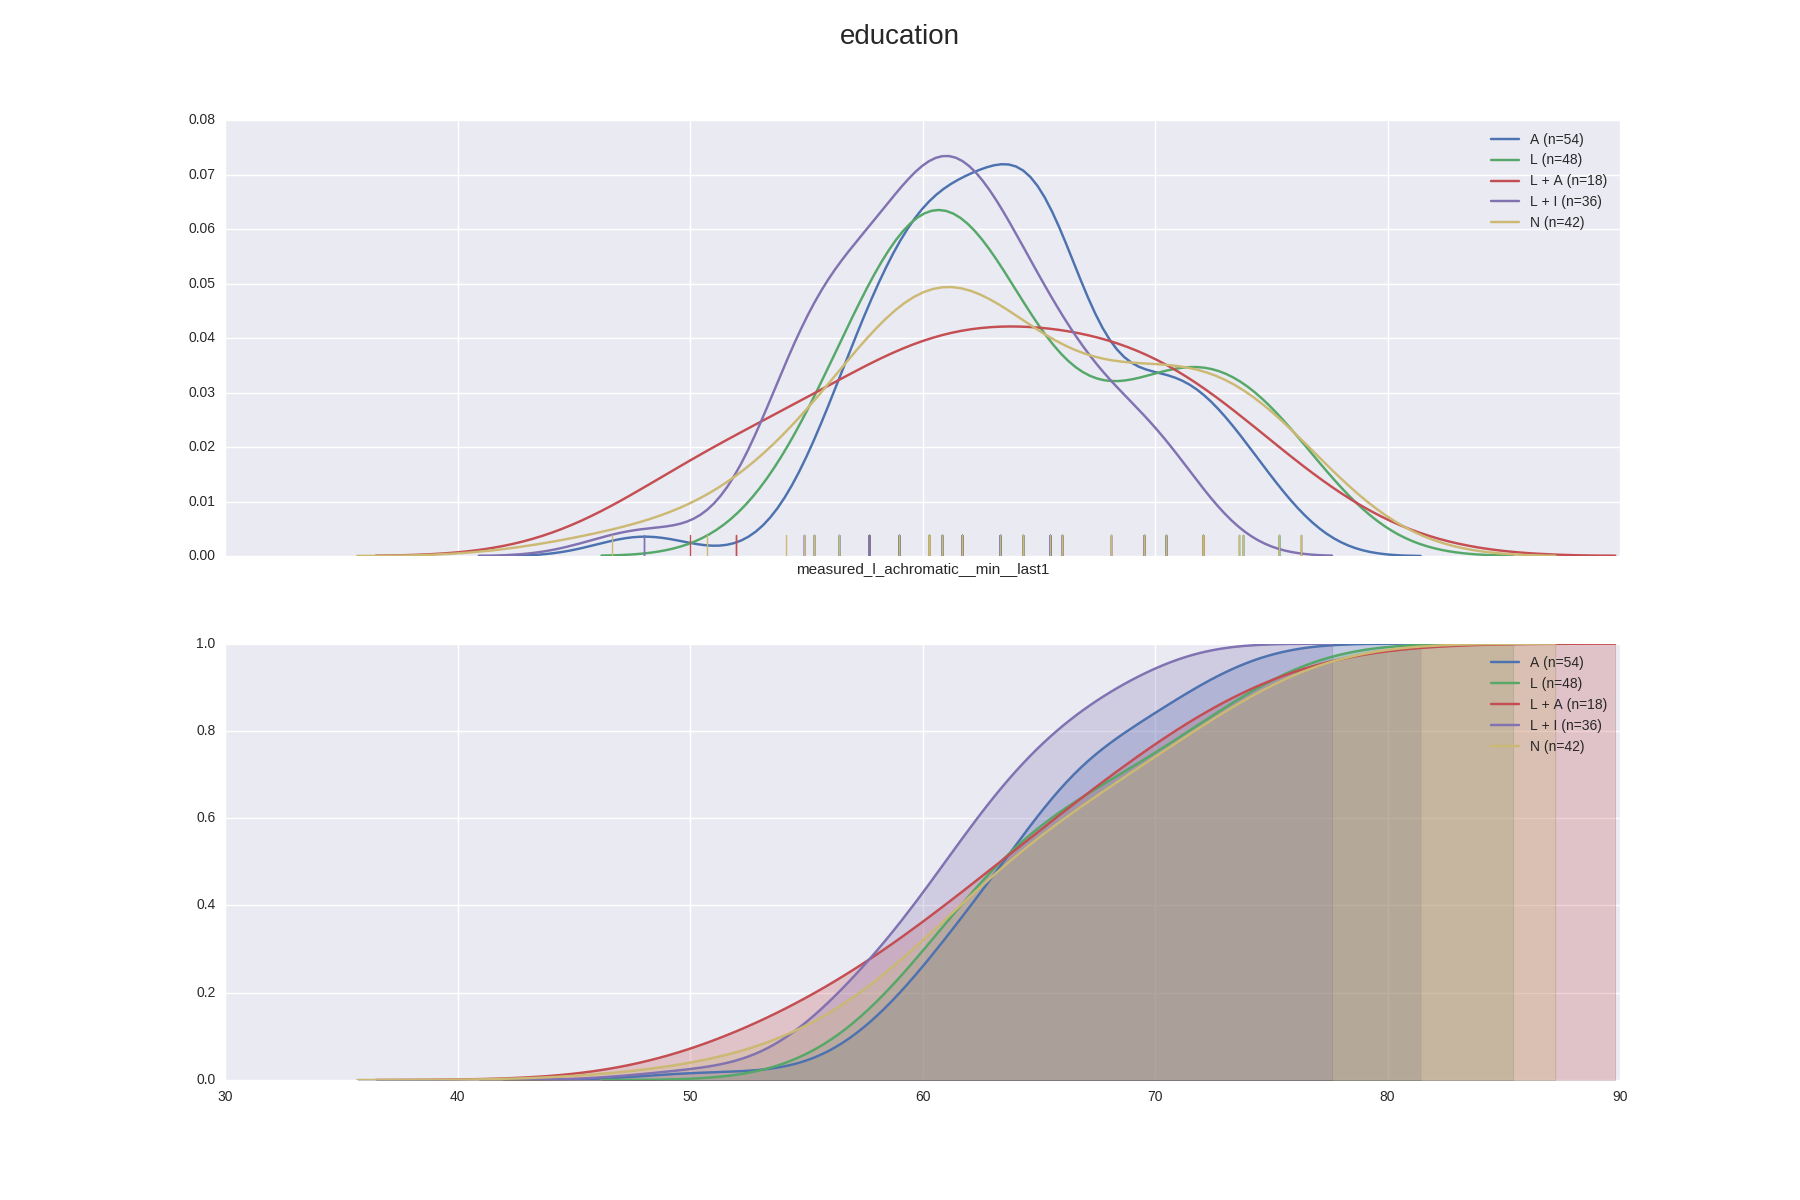 education
0.08
0.07
0.06
0.05
0.04
0.03
0.02
0.01
0.00
A (n=54)
L (n=48)
L + A (n=18)
L + I (n=36)
N (n=42)
measured_l_achromatic__min__last1
1.0
0.8
0.6
0.4
0.2
0.0
A (n=54)
L (n=48)
L + A (n=18)
L + I (n=36)
N (n=42)
30 40 50 60 70 80 90